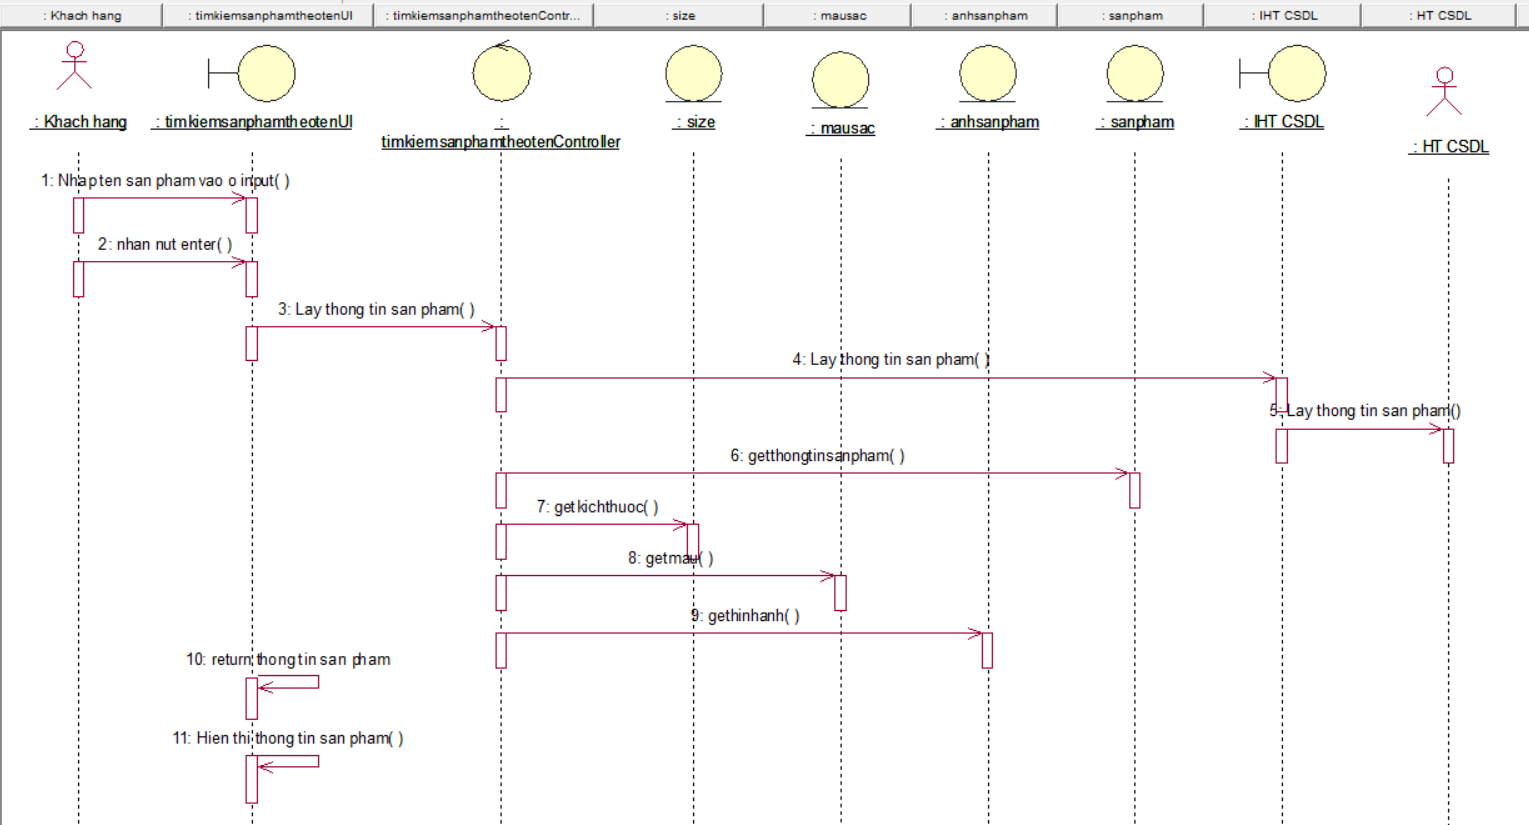 : Khach hang
: timkiemsanphamtheotenUI
: timkiemsanphamtheotenContr...
: size
: mausac
: anhsanpham
: sanpham
: IHT CSDL
: HT CSDL
: Khach hang
: timkiemsanphamtheotenUI
:
timkiemsanphamtheotenController
: size
: mausac
: anhsanpham
: sanpham
: IHT CSDL
: HT CSDL
1: Nhap ten san pham vao o input( )
2: nhan nut enter( )
3: Lay thong tin san pham( )
4: Lay thong tin san pham( )
5: Lay thong tin san pham()
6: getthongtinsanpham( )
7: getkichthuoc( )
8: getmau( )
9: gethinhanh( )
10: return thong tin san pham
11: Hien thi thong tin san pham( )